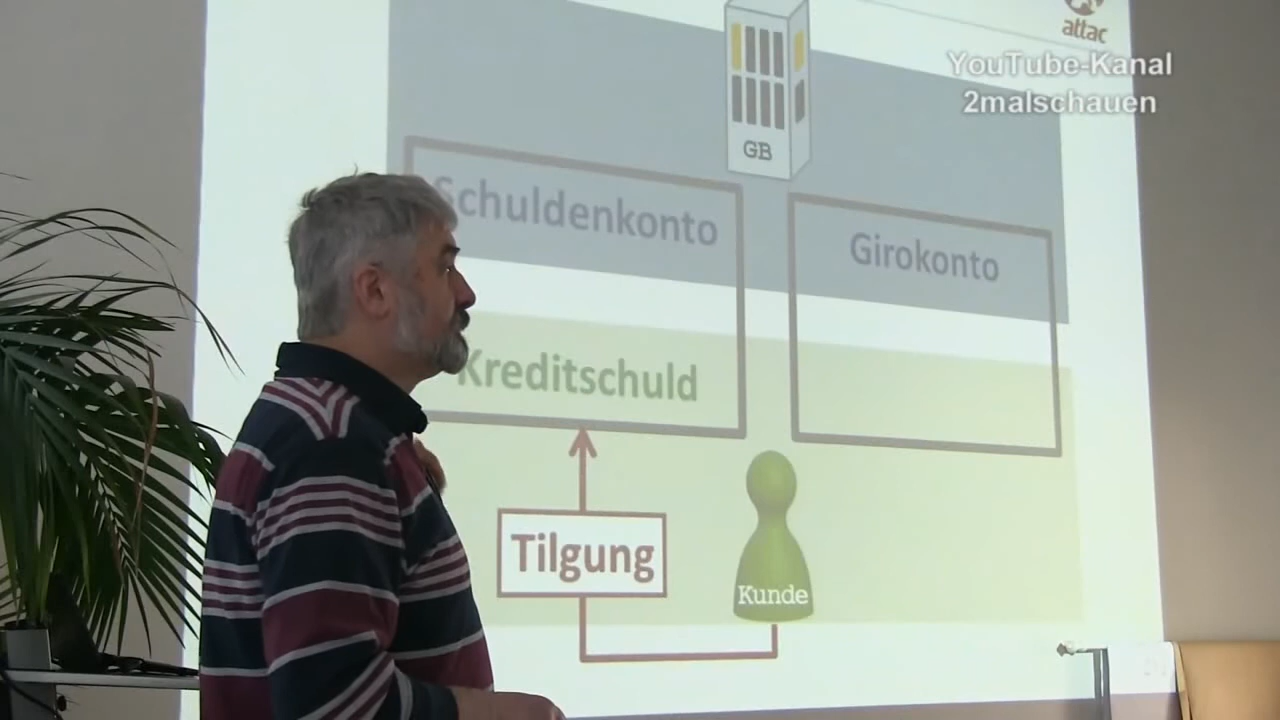 attac
YouTube-Kanal
2malschauen
GB
Schuldenkonto
Girokonto
Kreditschuld
Tilgung
Kunde